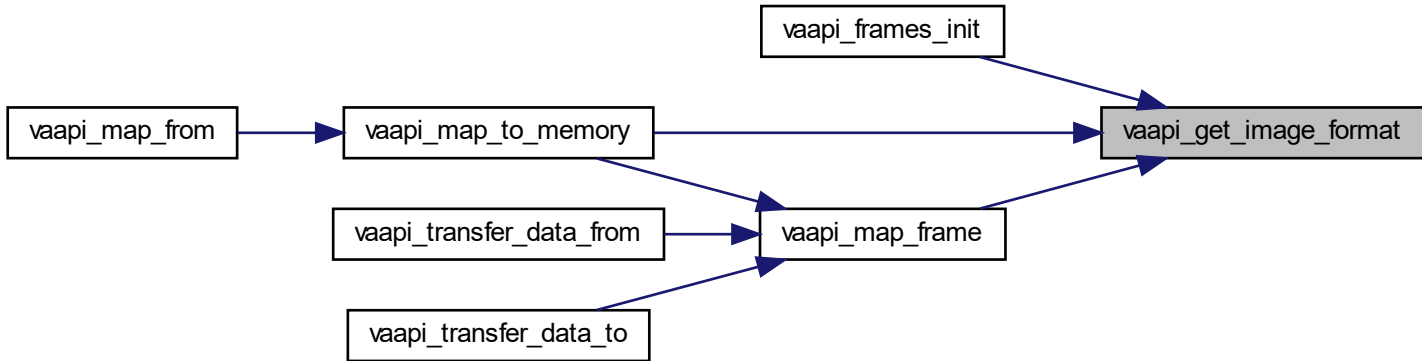 vaapi_frames_init
vaapi_map_from
vaapi_map_to_memory
vaapi_get_image_format
vaapi_transfer_data_from
vaapi_map_frame
vaapi_transfer_data_to